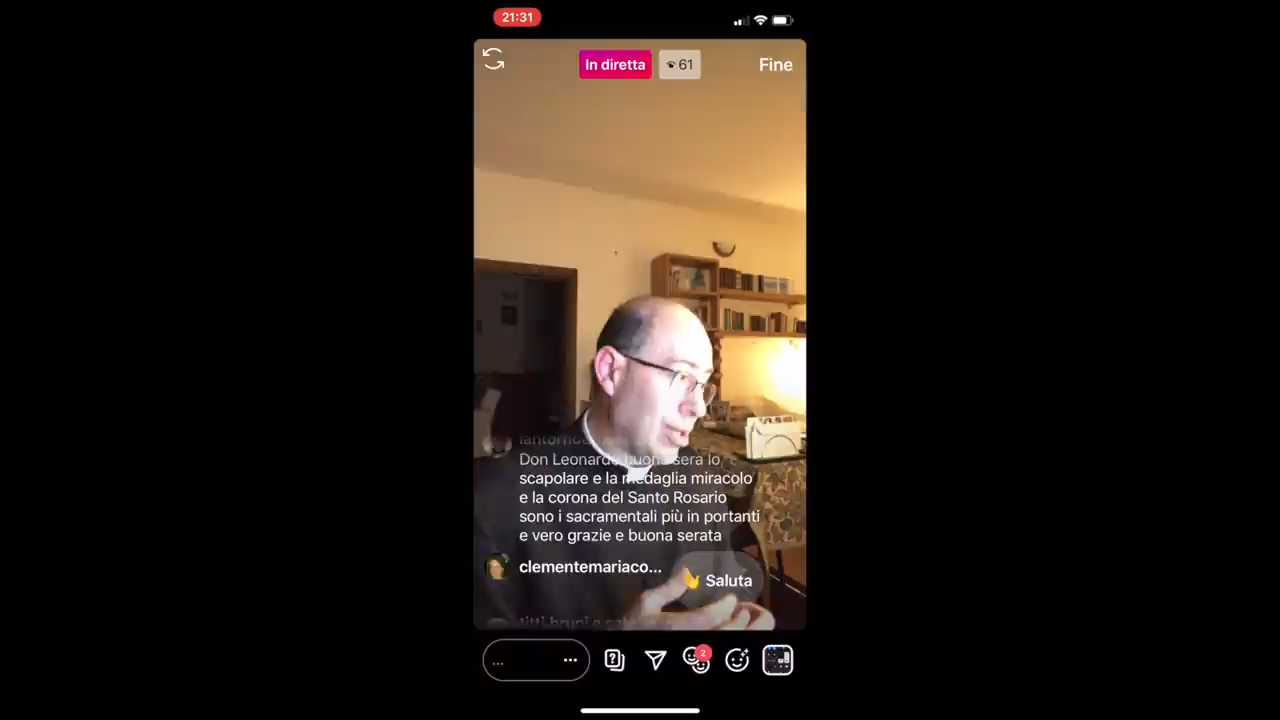 21:31
In diretta
61
Fine
Don Leonardo buona sera lo
scapolare e la medaglia miracolo
e la corona del Santo Rosario
sono i sacramentali più in portanti
e vero grazie e buona serata
clementemariaco...
Saluta
...
2